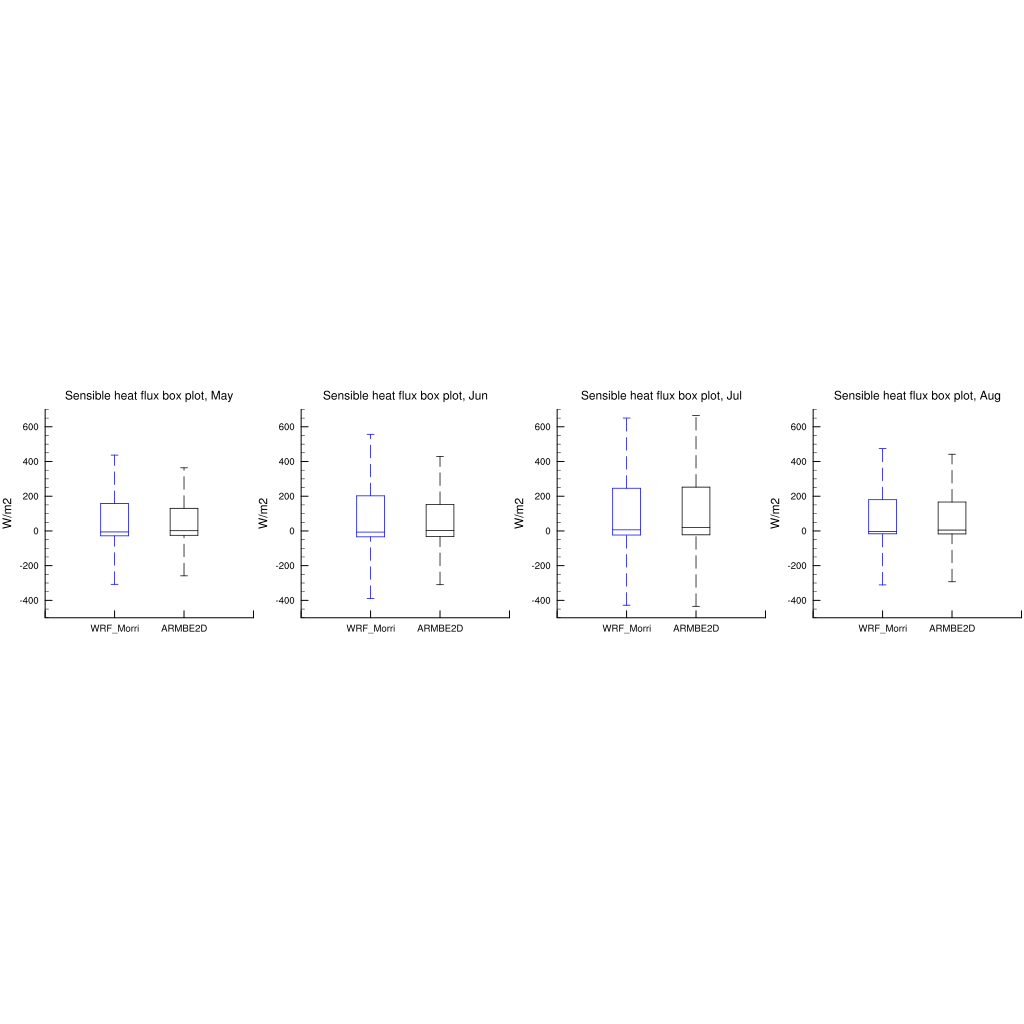 Sensible heat flux box plot, May
W/m2
600
400
200
0
-200
-400
WRF_Morri ARMBE2D
Sensible heat flux box plot, Jun
W/m2
600
400
200
0
-200
-400
WRF_Morri ARMBE2D
Sensible heat flux box plot, Jul
W/m2
600
400
200
0
-200
-400
WRF_Morri ARMBE2D
Sensible heat flux box plot, Aug
W/m2
600
400
200
0
-200
-400
WRF_Morri ARMBE2D